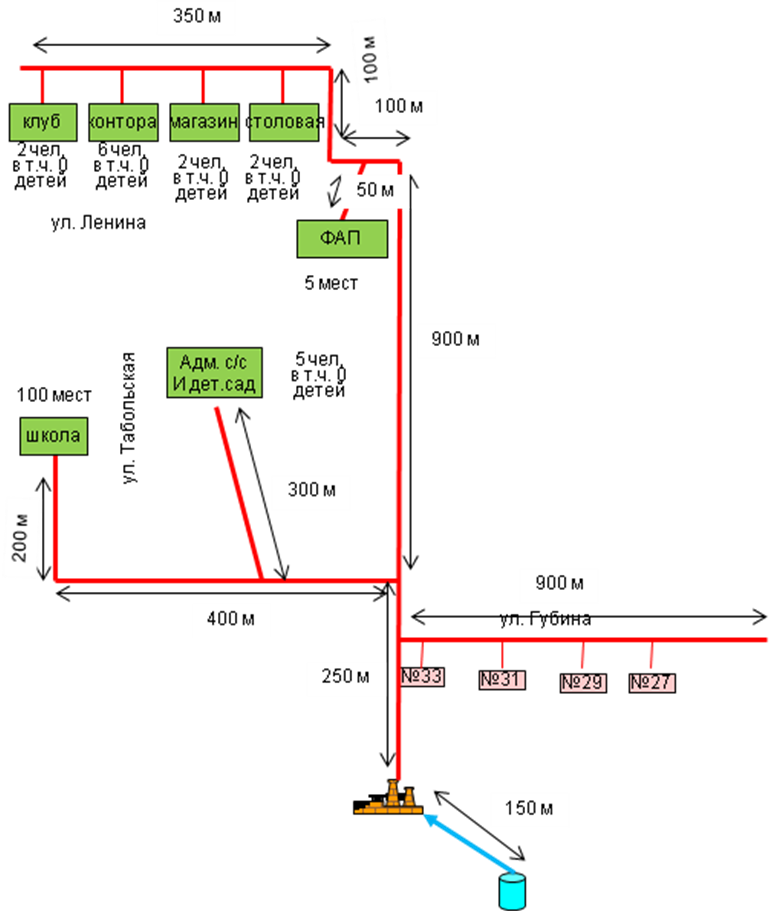 350 м
100 м
100 м
клуб
контора
магазин
столовая
2 чел,
в т.ч. 0
детей
6 чел,
в т.ч. 0
детей
2 чел,
в т.ч. 0
детей
2 чел,
в т.ч. 0
детей
50 м
ул. Ленина
ФАП
5 мест
900 м
Адм. с/с
И дет.сад
5 чел,
в т.ч. 0
детей
ул. Табольская
100 мест
школа
300 м
200 м
900 м
400 м
ул. Губина
250 м
№33
№31
№29
№27
150 м